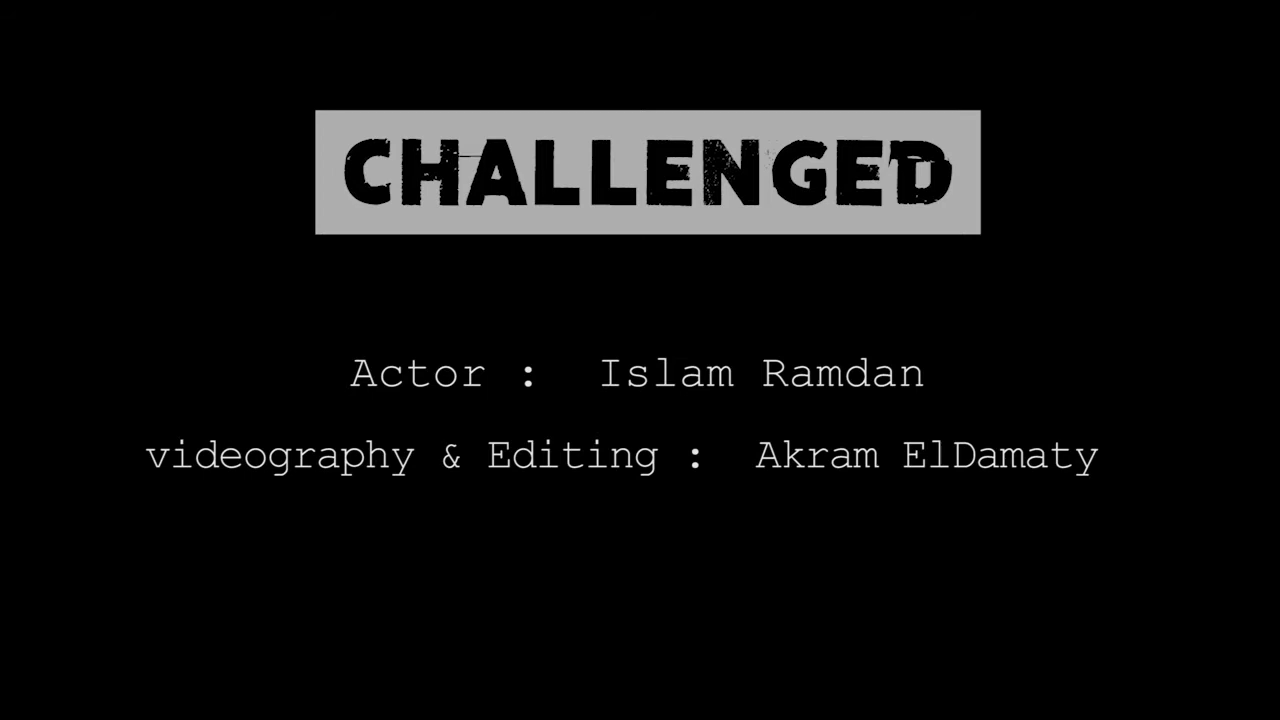 CHALLENGED
Actor :  Islam Ramdan
videography & Editing :  Akram ElDamaty